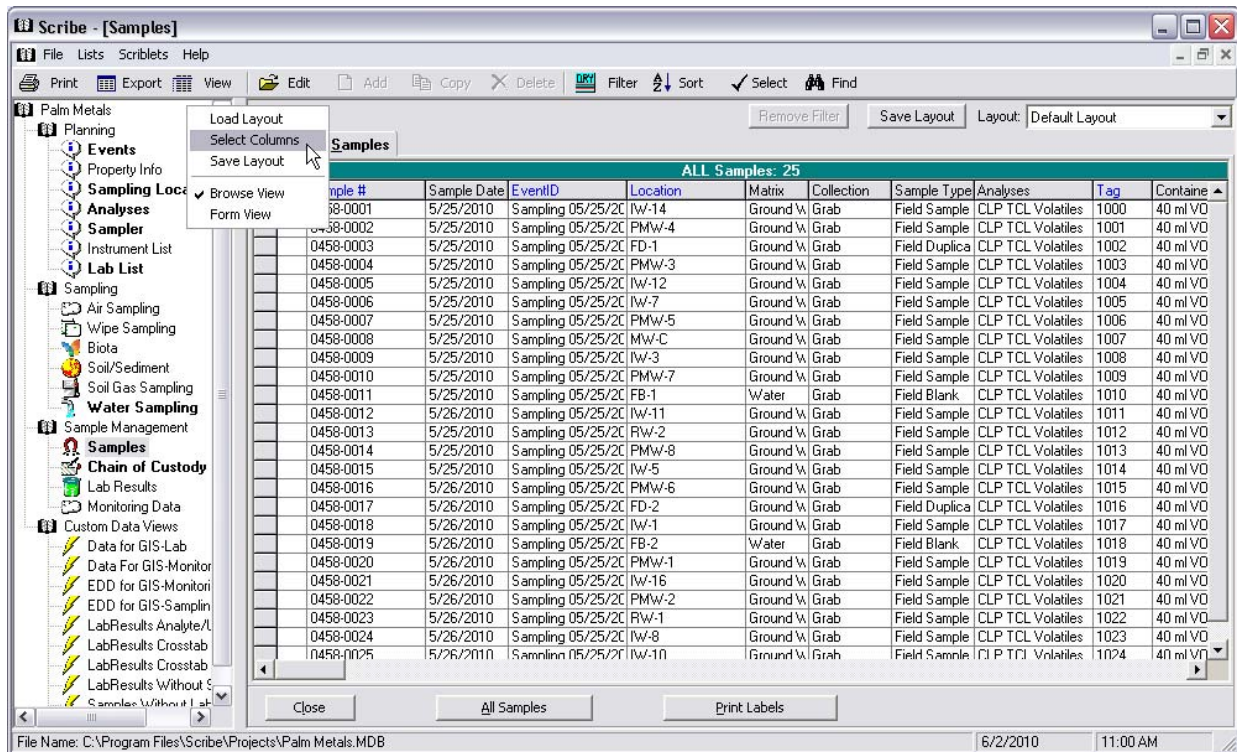 Scribe - [Samples]
File Lists Scriblets Help
Print Export View Edit Add Copy Delete DRY Filter Sort Select Find
Palm Metals
Planning
Events
Property Info
Sampling Loca
Analyses
Sampler
Instrument List
Lab List
Sampling
Air Sampling
Wipe Sampling
Biota
Soil/Sediment
Soil Gas Sampling
Water Sampling
Sample Management
Samples
Chain of Custody
Lab Results
Monitoring Data
Custom Data Views
Data for GIS-Lab
Data For GIS-Monitor
EDD for GIS-Monitori
EDD for GIS-Samplin
LabResults Analyte/L
LabResults Crosstab
LabResults Crosstab
LabResults Without S
Samples Without Lab
Load Layout
Select Columns
Save Layout
Browse View
Form View
Remove Filter Save Layout Layout: Default Layout
Samples
ALL Samples: 25
mple # Sample Date EventID Location Matrix Collection Sample Type Analyses Tag Containe
58-0001 5/25/2010 Sampling 05/25/20 IW-14 Ground W Grab Field Sample CLP TCL Volatiles 1000 40 ml VO
0458-0002 5/25/2010 Sampling 05/25/20 PMW-4 Ground W Grab Field Sample CLP TCL Volatiles 1001 40 ml VO
0458-0003 5/25/2010 Sampling 05/25/20 FD-1 Ground W Grab Field Duplica CLP TCL Volatiles 1002 40 ml VO
0458-0004 5/25/2010 Sampling 05/25/20 PMW-3 Ground W Grab Field Sample CLP TCL Volatiles 1003 40 ml VO
0458-0005 5/25/2010 Sampling 05/25/20 IW-12 Ground W Grab Field Sample CLP TCL Volatiles 1004 40 ml VO
0458-0006 5/25/2010 Sampling 05/25/20 IW-7 Ground W Grab Field Sample CLP TCL Volatiles 1005 40 ml VO
0458-0007 5/25/2010 Sampling 05/25/20 PMW-5 Ground W Grab Field Sample CLP TCL Volatiles 1006 40 ml VO
0458-0008 5/25/2010 Sampling 05/25/20 MW-C Ground W Grab Field Sample CLP TCL Volatiles 1007 40 ml VO
0458-0009 5/25/2010 Sampling 05/25/20 IW-3 Ground W Grab Field Sample CLP TCL Volatiles 1008 40 ml VO
0458-0010 5/25/2010 Sampling 05/25/20 PMW-7 Ground W Grab Field Sample CLP TCL Volatiles 1009 40 ml VO
0458-0011 5/25/2010 Sampling 05/25/20 FB-1 Water Grab Field Blank CLP TCL Volatiles 1010 40 ml VO
0458-0012 5/26/2010 Sampling 05/25/20 IW-11 Ground W Grab Field Sample CLP TCL Volatiles 1011 40 ml VO
0458-0013 5/25/2010 Sampling 05/25/20 RW-2 Ground W Grab Field Sample CLP TCL Volatiles 1012 40 ml VO
0458-0014 5/25/2010 Sampling 05/25/20 PMW-8 Ground W Grab Field Sample CLP TCL Volatiles 1013 40 ml VO
0458-0015 5/26/2010 Sampling 05/25/20 IW-5 Ground W Grab Field Sample CLP TCL Volatiles 1014 40 ml VO
0458-0016 5/26/2010 Sampling 05/25/20 PMW-6 Ground W Grab Field Sample CLP TCL Volatiles 1015 40 ml VO
0458-0017 5/26/2010 Sampling 05/25/20 FD-2 Ground W Grab Field Duplica CLP TCL Volatiles 1016 40 ml VO
0458-0018 5/26/2010 Sampling 05/25/20 IW-1 Ground W Grab Field Sample CLP TCL Volatiles 1017 40 ml VO
0458-0019 5/26/2010 Sampling 05/25/20 FB-2 Water Grab Field Blank CLP TCL Volatiles 1018 40 ml VO
0458-0020 5/26/2010 Sampling 05/25/20 PMW-1 Ground W Grab Field Sample CLP TCL Volatiles 1019 40 ml VO
0458-0021 5/26/2010 Sampling 05/25/20 IW-16 Ground W Grab Field Sample CLP TCL Volatiles 1020 40 ml VO
0458-0022 5/26/2010 Sampling 05/25/20 PMW-2 Ground W Grab Field Sample CLP TCL Volatiles 1021 40 ml VO
0458-0023 5/26/2010 Sampling 05/25/20 RW-1 Ground W Grab Field Sample CLP TCL Volatiles 1022 40 ml VO
0458-0024 5/26/2010 Sampling 05/25/20 IW-8 Ground W Grab Field Sample CLP TCL Volatiles 1023 40 ml VO
0458-0025 5/26/2010 Sampling 05/25/20 IW-10 Ground W Grab Field Sample CLP TCL Volatiles 1024 40 ml VO
Close All Samples Print Labels
File Name: C:\Program Files\Scribe\Projects\Palm Metals.MDB 6/2/2010 11:00 AM